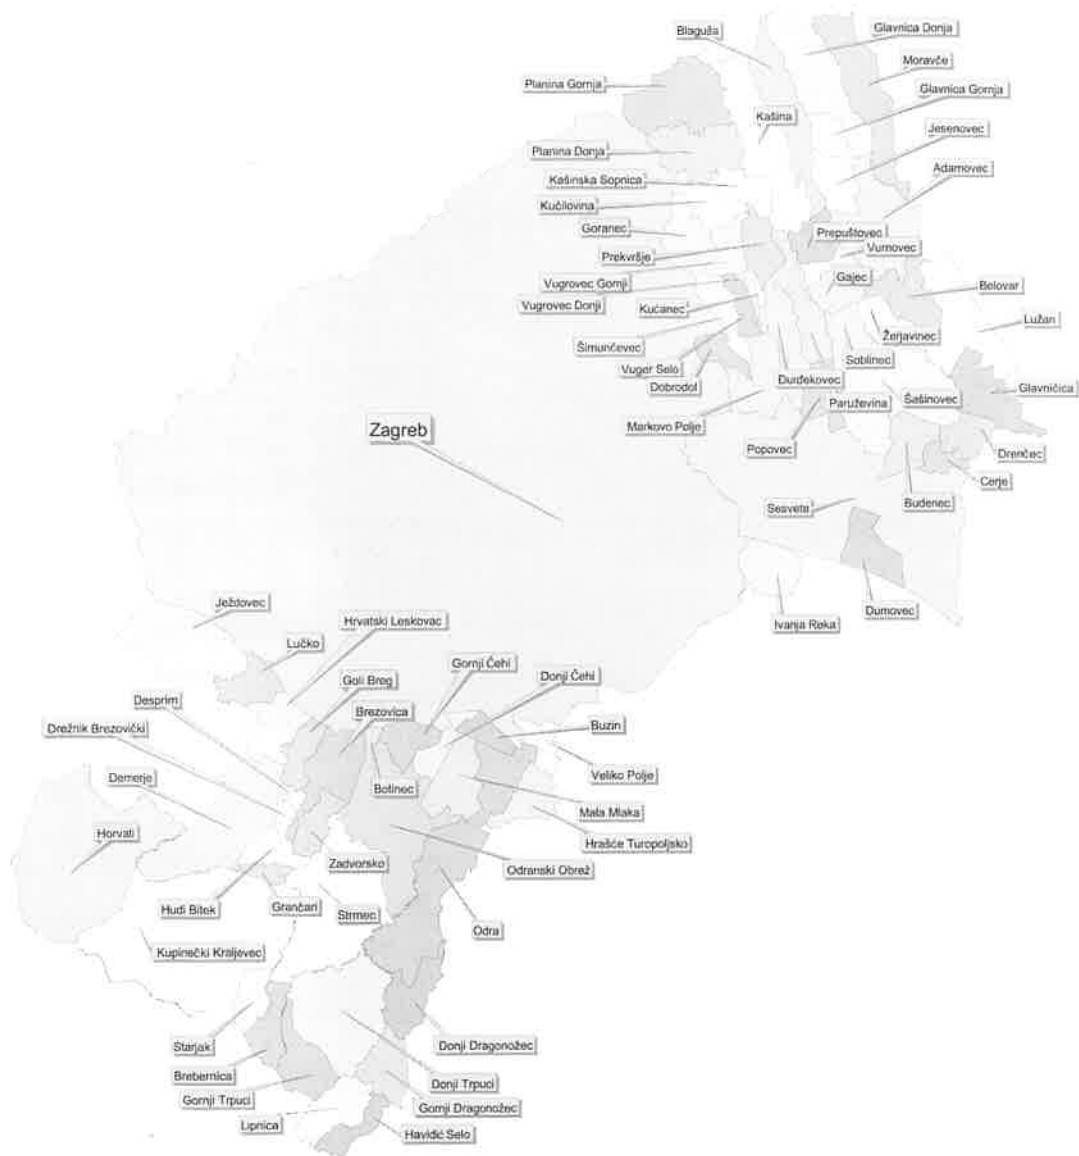 Glavnica Donja
Blaguša
Moravče
Planina Gornja
Glavnica Gornja
Kašina
Jesenovec
Planina Donja
Adamovec
Kašinska Sopnica
Kučilovina
Goranec
Prepuštovec
Vurnovec
Prekvršje
Gajec
Vugrovec Gornji
Belovar
Vugrovec Donji
Kućanec
Lužan
Žerjavinec
Šimunčevec
Soblinec
Vuger Selo
Dobrodol
Đurđekovec
Glavničica
Paruževina
Šašinovec
Markovo Polje
Zagreb
Popovec
Drenčec
Cerje
Budenec
Sesvete
Ježdovec
Dumovec
Hrvatski Leskovac
Ivanja Reka
Lučko
Gornji Čehi
Donji Čehi
Goli Breg
Desprim
Brezovica
Buzin
Drežnik Brezovički
Veliko Polje
Demerje
Botinec
Mala Mlaka
Horvati
Hrašće Turopoljsko
Zadvorsko
Odranski Obrež
Hudi Bitek
Grančari
Strmec
Odra
Kupinečki Kraljevec
Starjak
Donji Dragonožec
Brebernica
Donji Trpuci
Gornji Trpuci
Gornji Dragonožec
Lipnica
Havidić Selo